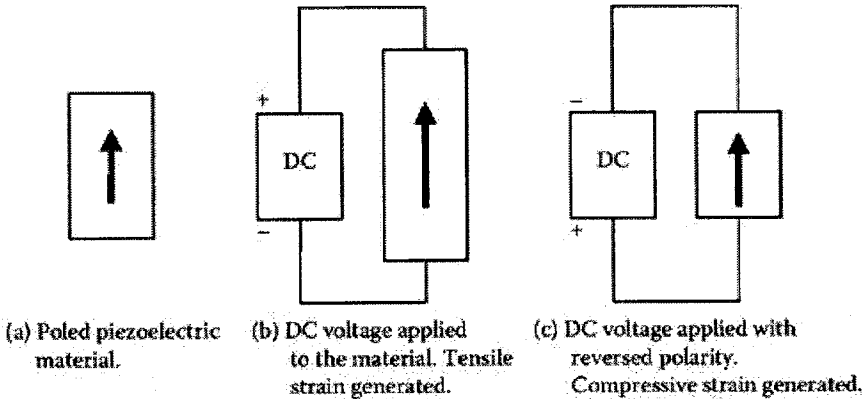 +
DC
−
−
DC
+
(a) Poled piezoelectric
material.
(b) DC voltage applied
to the material. Tensile
strain generated.
(c) DC voltage applied with
reversed polarity.
Compressive strain generated.